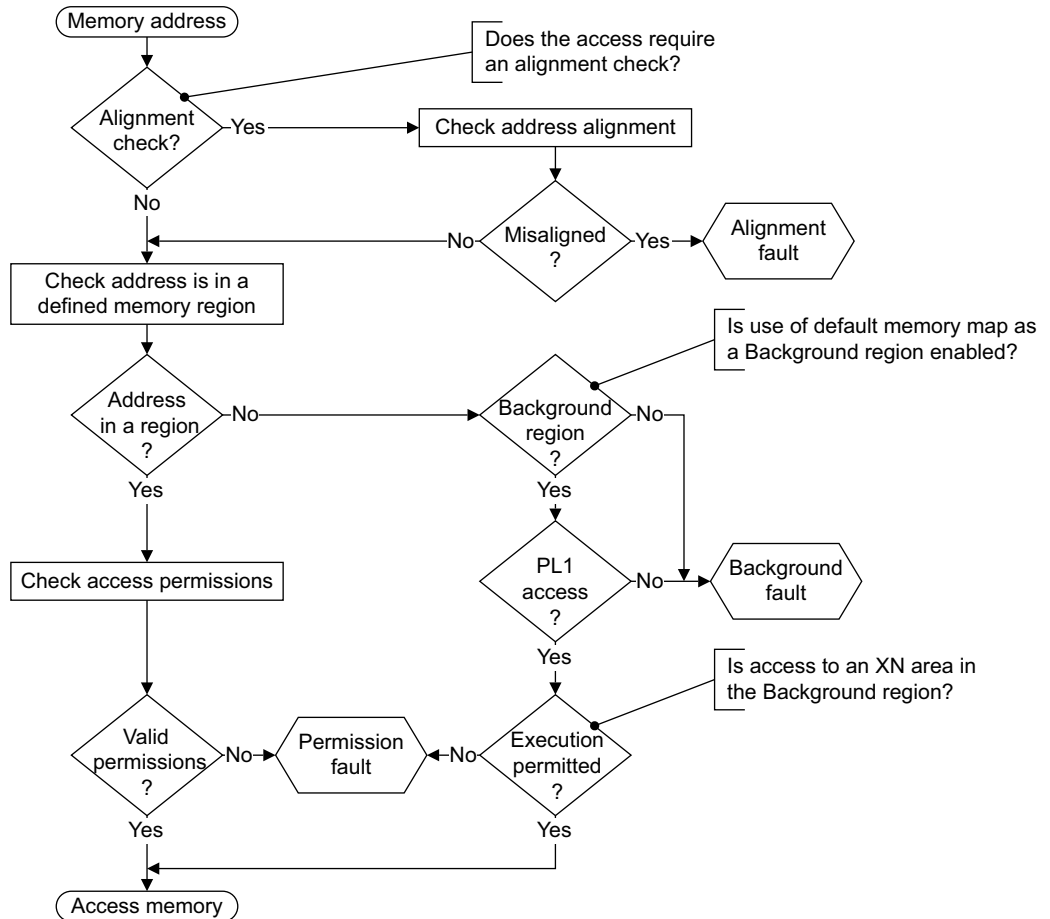 Memory address
Does the access require
an alignment check?
Alignment
check?
Yes
Check address alignment
No
Misaligned
?
No
Yes
Alignment
fault
Check address is in a
defined memory region
Is use of default memory map as
a Background region enabled?
Address
in a region
?
No
Background
region
?
No
Yes
Yes
Check access permissions
PL1
access
?
No
Background
fault
Yes
Is access to an XN area in
the Background region?
Valid
permissions
?
No
Permission
fault
No
Execution
permitted
?
Yes
Yes
Access memory